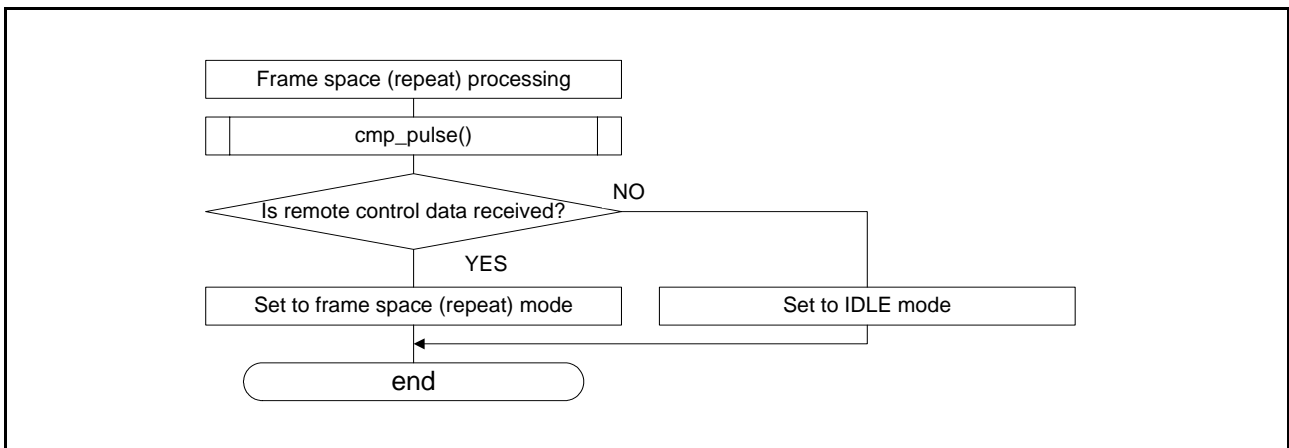 Frame space (repeat) processing
cmp_pulse()
Is remote control data received?
NO
YES
Set to frame space (repeat) mode
Set to IDLE mode
end